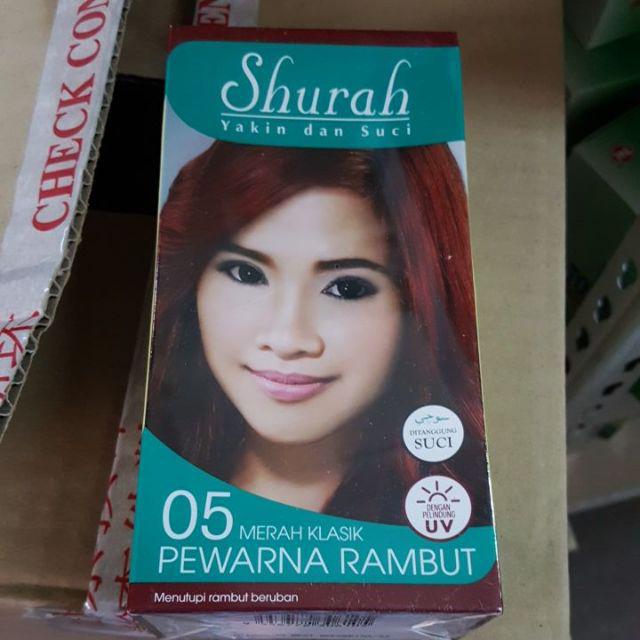 Shurah
Yakin dan Suci
سوچي
DITANGGUNG
SUCI
DENGAN
PELINDUNG
UV
05 MERAH KLASIK
PEWARNA RAMBUT
Menutupi rambut beruban
CHECK CON